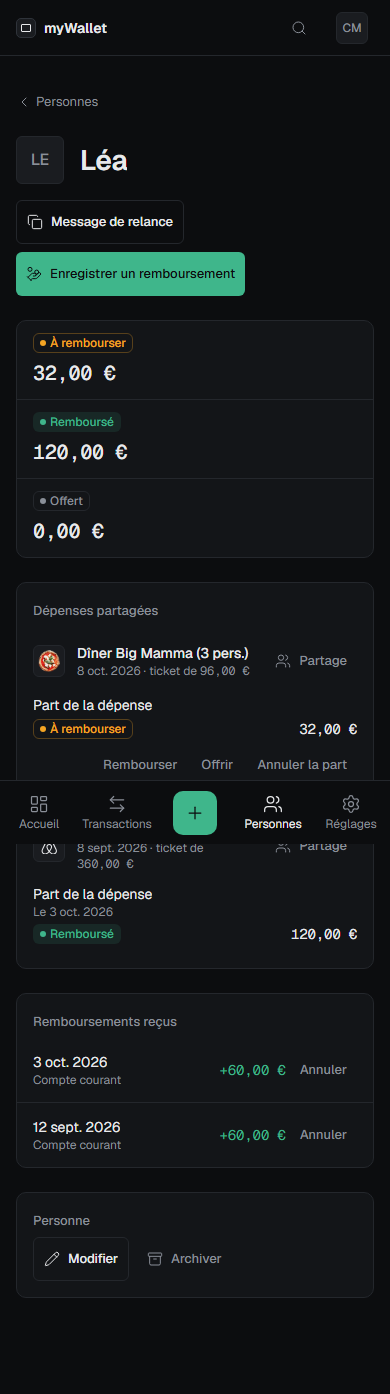 myWallet
CM
Personnes
LE
Léa
Message de relance
Enregistrer un remboursement
À rembourser
32,00 €
Remboursé
120,00 €
Offert
0,00 €
Dépenses partagées
Dîner Big Mamma (3 pers.)
8 oct. 2026 · ticket de 96,00 €
Partage
Part de la dépense
À rembourser
32,00 €
Rembourser Offrir Annuler la part
Accueil Transactions Personnes Réglages
8 sept. 2026 · ticket de
360,00 €
Partage
Part de la dépense
Le 3 oct. 2026
Remboursé
120,00 €
Remboursements reçus
3 oct. 2026
Compte courant
+60,00 € Annuler
12 sept. 2026
Compte courant
+60,00 € Annuler
Personne
Modifier Archiver